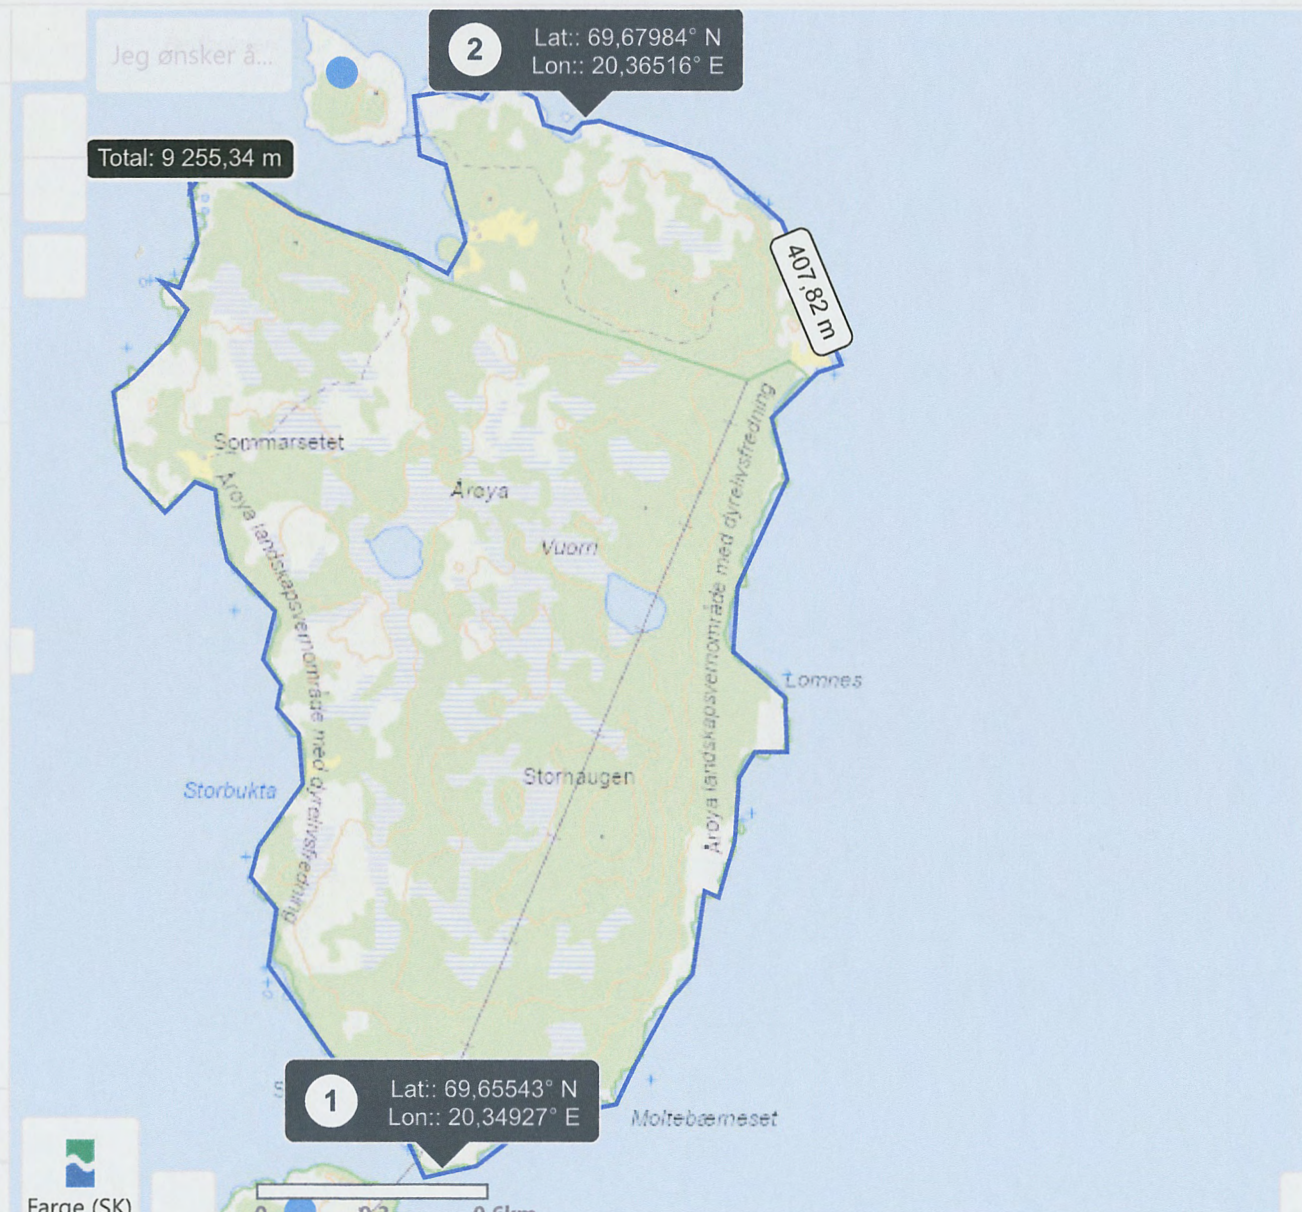 Jeg ønsker å...
2
Lat:: 69,67984° N
Lon:: 20,36516° E
Total: 9 255,34 m
407,82 m
Sommarsetet
Årøya
Vuorri
Årøya landskapsvernområde med dyrelivsfredning
Årøya landskapsvernområde med dyrelivsfredning
Lomnes
Storhaugen
Storbukta
1
Lat:: 69,65543° N
Lon:: 20,34927° E
Moltebærneset
Farge (SK)